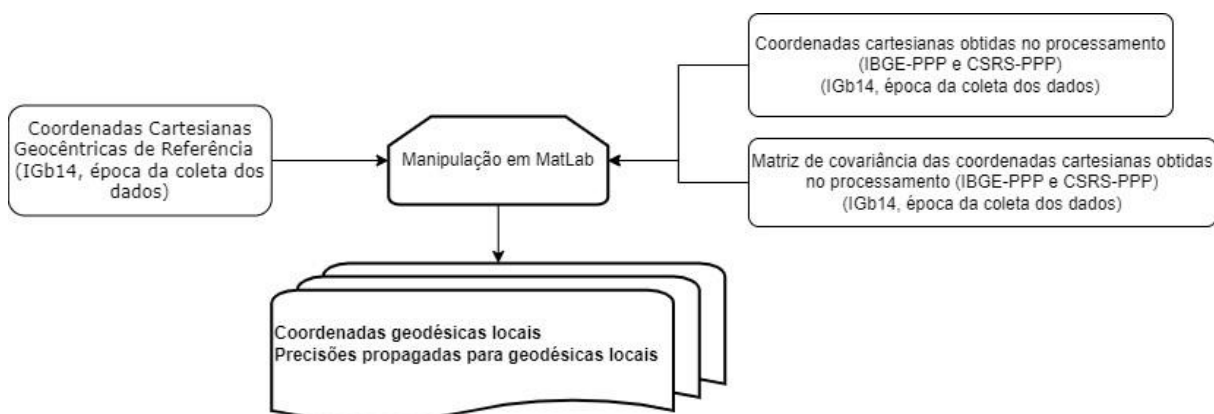 Coordenadas Cartesianas
Geocêntricas de Referência
(IGb14, época da coleta dos
dados)
Manipulação em MatLab
Coordenadas cartesianas obtidas no processamento
(IBGE-PPP e CSRS-PPP)
(IGb14, época da coleta dos dados)
Matriz de covariância das coordenadas cartesianas obtidas
no processamento (IBGE-PPP e CSRS-PPP)
(IGb14, época da coleta dos dados)
Coordenadas geodésicas locais
Precisões propagadas para geodésicas locais